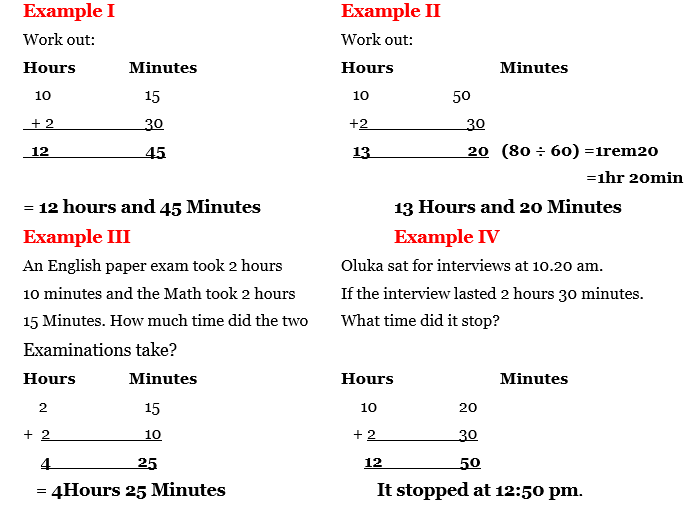 Example I
Work out:
Hours Minutes
10 15
+ 2 30
12 45
= 12 hours and 45 Minutes
Example II
Work out:
Hours Minutes
10 50
+2 30
13 20 (80 ÷ 60) =1rem20
=1hr 20min
13 Hours and 20 Minutes
Example III
An English paper exam took 2 hours
10 minutes and the Math took 2 hours
15 Minutes. How much time did the two
Examinations take?
Hours Minutes
2 15
+ 2 10
4 25
= 4Hours 25 Minutes
Example IV
Oluka sat for interviews at 10.20 am.
If the interview lasted 2 hours 30 minutes.
What time did it stop?
Hours Minutes
10 20
+ 2 30
12 50
It stopped at 12:50 pm.